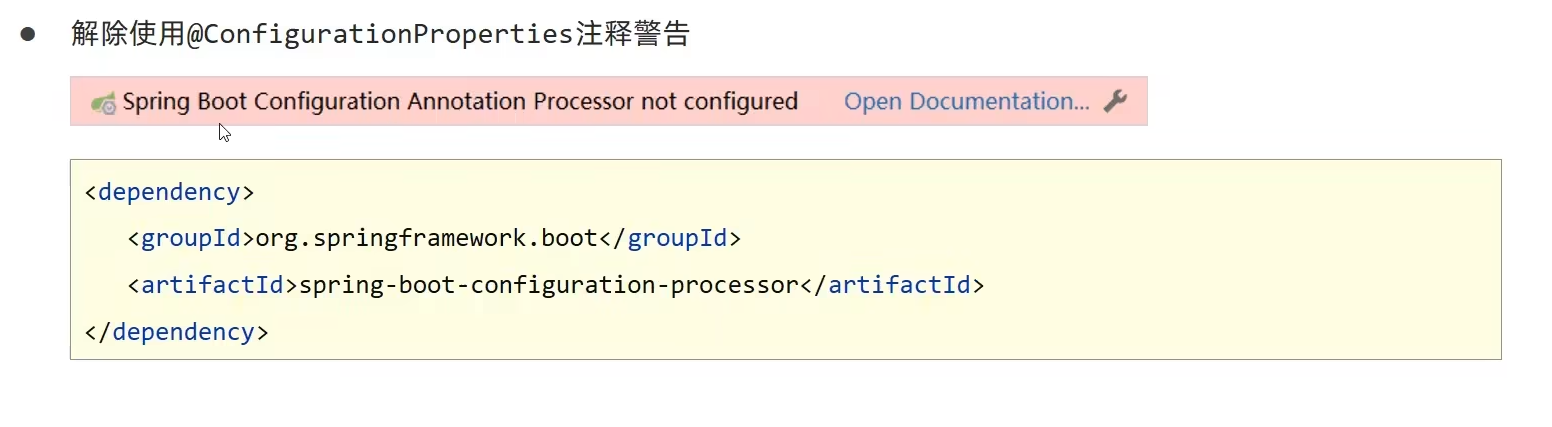 ● 解除使用@ConfigurationProperties注释警告
Spring Boot Configuration Annotation Processor not configured Open Documentation...
<dependency>
<groupId>org.springframework.boot</groupId>
<artifactId>spring-boot-configuration-processor</artifactId>
</dependency>